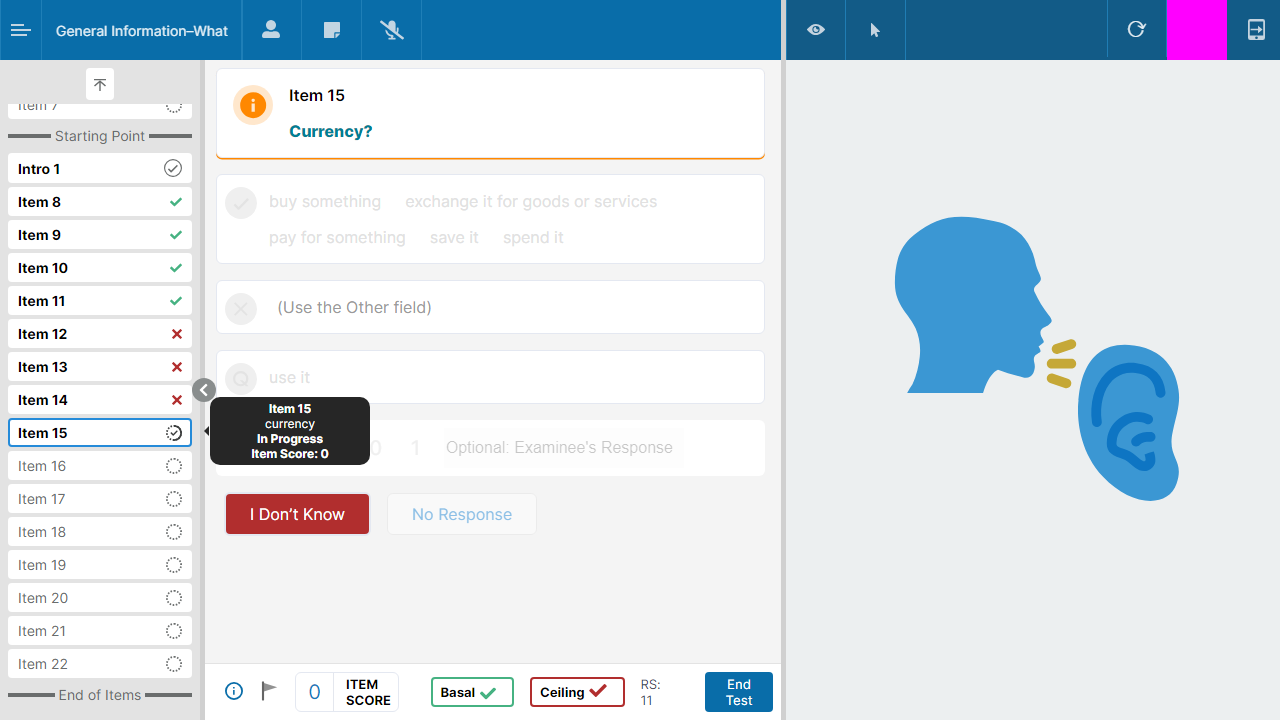 General Information–What
Item 7
Starting Point
Intro 1
Item 8
Item 9
Item 10
Item 11
Item 12
Item 13
Item 14
Item 15
Item 16
Item 17
Item 18
Item 19
Item 20
Item 21
Item 22
End of Items
Item 15
Currency?
buy something exchange it for goods or services
pay for something save it spend it
(Use the Other field)
Q use it
Item 15
currency
In Progress
Item Score: 0
0 1 Optional: Examinee's Response
I Don’t Know No Response
0 ITEM SCORE
Basal
Ceiling
RS: 11
End Test